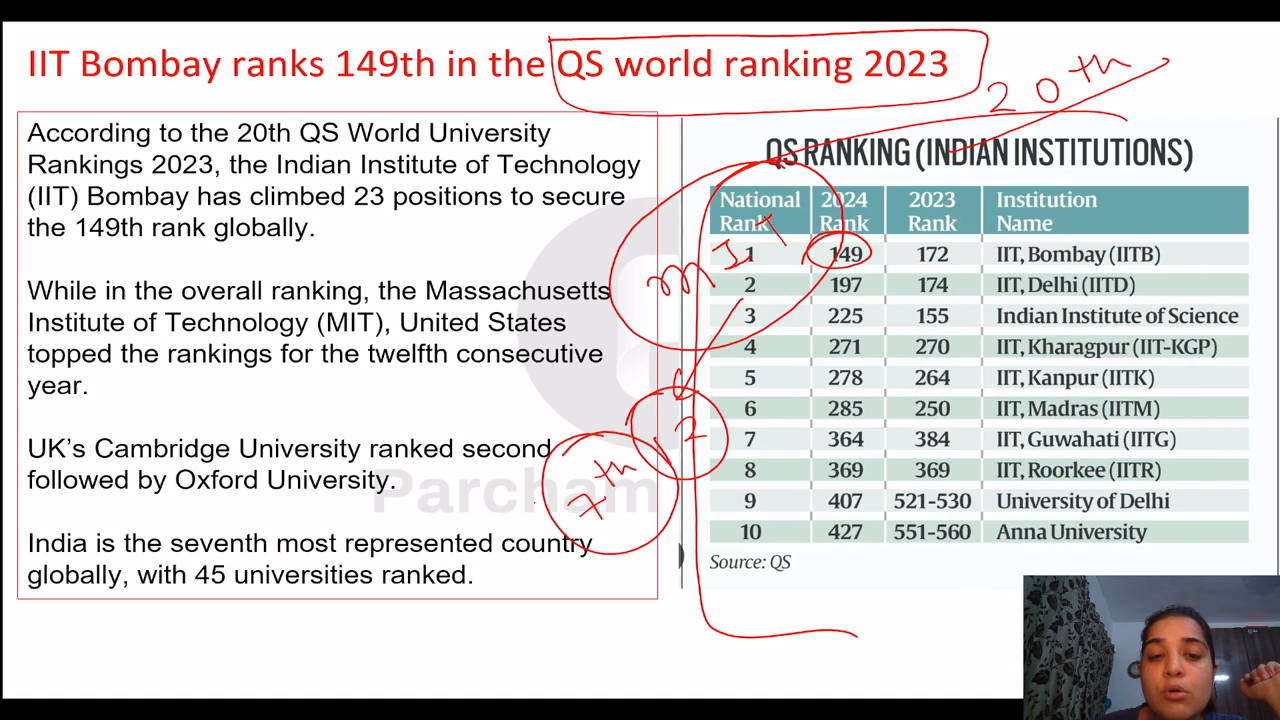 IIT Bombay ranks 149th in the QS world ranking 2023
20th
According to the 20th QS World University
Rankings 2023, the Indian Institute of Technology
(IIT) Bombay has climbed 23 positions to secure
the 149th rank globally.
While in the overall ranking, the Massachusetts
Institute of Technology (MIT), United States
topped the rankings for the twelfth consecutive
year.
UK's Cambridge University ranked second
followed by Oxford University.
India is the seventh most represented country
globally, with 45 universities ranked.
MIT
2
7th
Parcham
QS RANKING (INDIAN INSTITUTIONS)
National Rank 2024 Rank 2023 Rank Institution Name
1 149 172 IIT, Bombay (IITB)
2 197 174 IIT, Delhi (IITD)
3 225 155 Indian Institute of Science
4 271 270 IIT, Kharagpur (IIT-KGP)
5 278 264 IIT, Kanpur (IITK)
6 285 250 IIT, Madras (IITM)
7 364 384 IIT, Guwahati (IITG)
8 369 369 IIT, Roorkee (IITR)
9 407 521-530 University of Delhi
10 427 551-560 Anna University
Source: QS